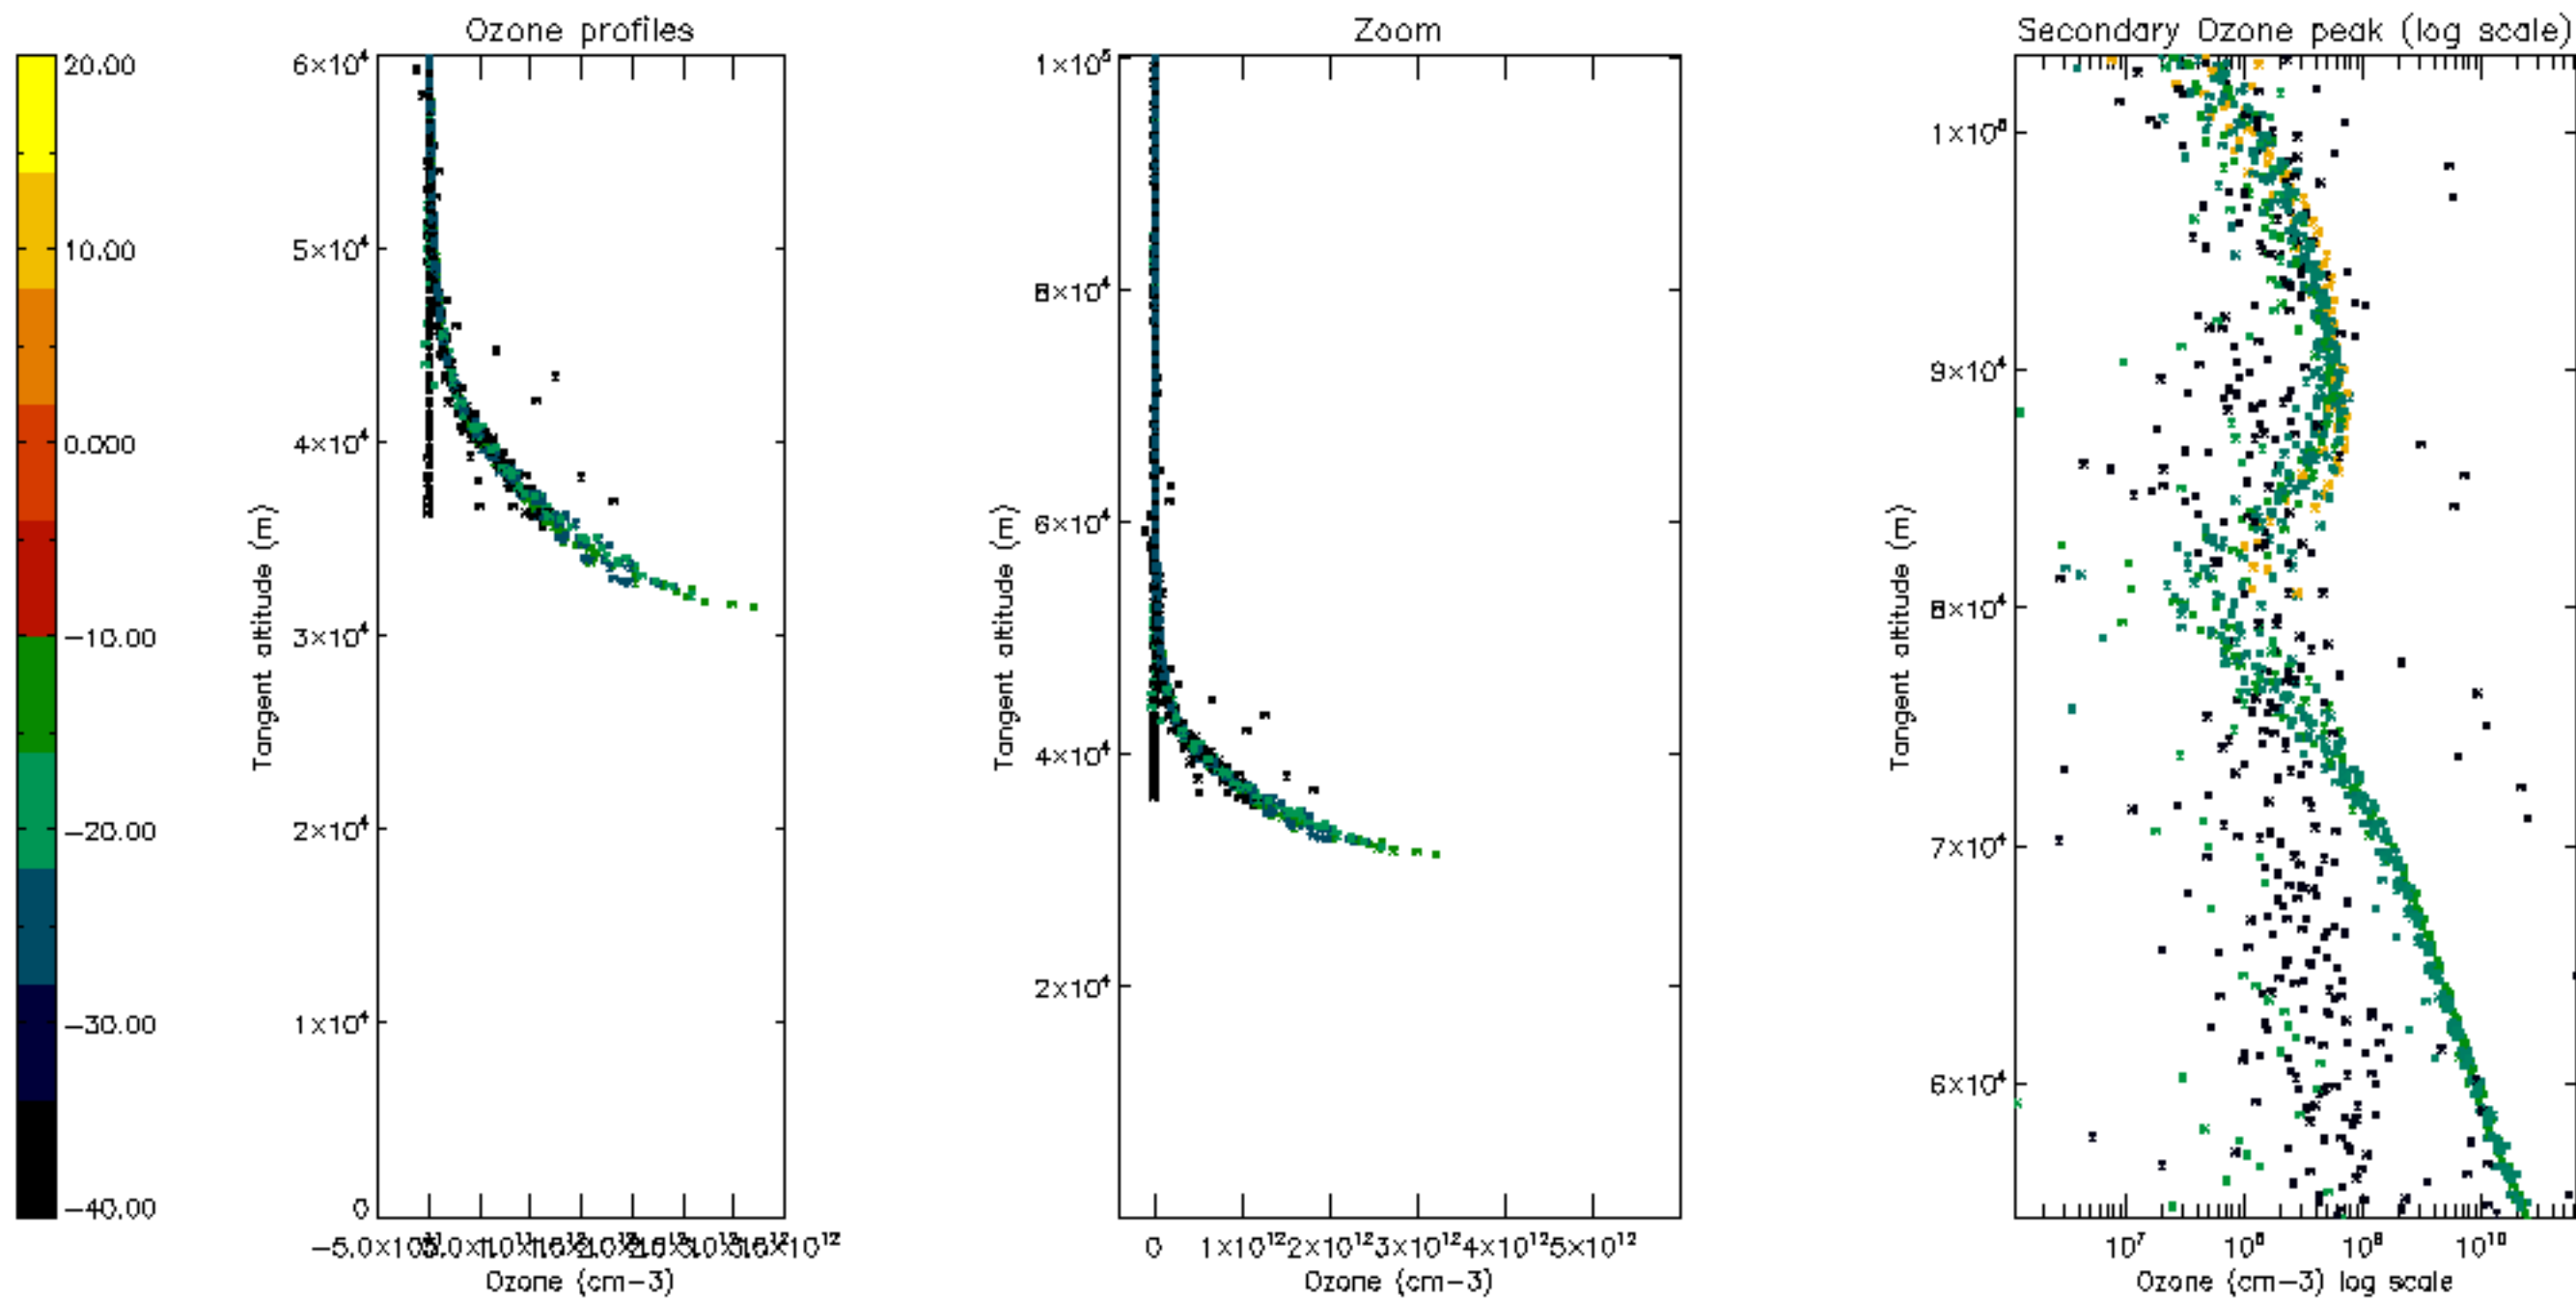 Ozone profiles
Zoom
Secondary Ozone peak (log scale)
20.00
10.00
0.000
−10.00
−20.00
−30.00
−40.00
6×10⁴
5×10⁴
4×10⁴
3×10⁴
2×10⁴
1×10⁴
0
Tangent altitude (m)
Ozone (cm−3)
1×10⁵
8×10⁴
6×10⁴
4×10⁴
2×10⁴
Tangent altitude (m)
0 1×10¹² 2×10¹² 3×10¹² 4×10¹² 5×10¹²
Ozone (cm−3)
9×10⁴
8×10⁴
7×10⁴
6×10⁴
Tangent altitude (m)
10⁷ 10⁸ 10⁹ 10¹⁰
Ozone (cm−3) log scale